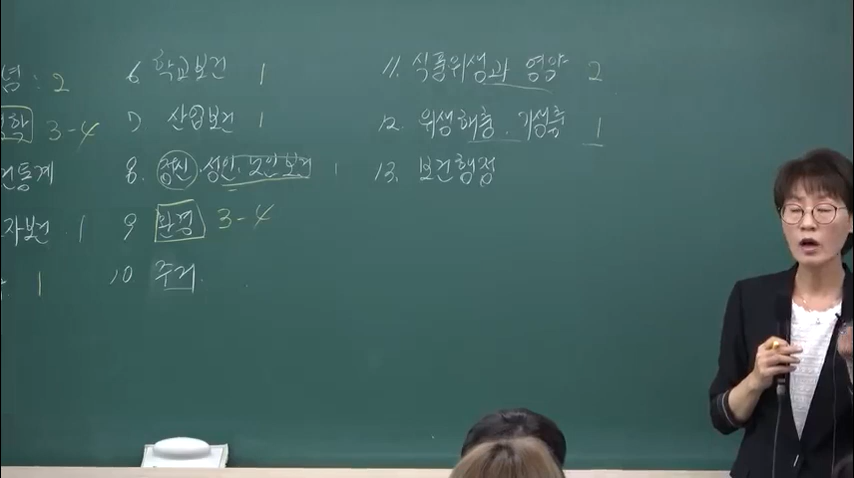 념 : 2
학 3-4
건통계
자보건 1
1
6 학교보건 1
7 산업보건 1
8. 정신.성인.노인보건 1
9 환경 3-4
10 주거.
11. 식품위생과 영양 2
12. 위생해충.기생충 1
13. 보건행정